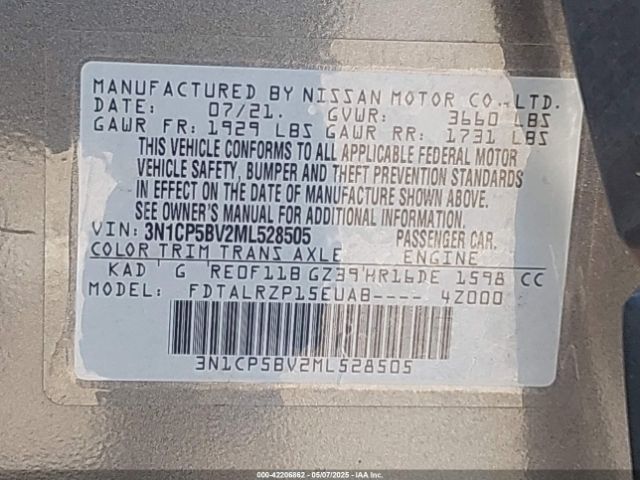 MANUFACTURED BY NISSAN MOTOR CO., LTD.
DATE: 07/21. GVWR: 3660 LBS
GAWR FR: 1929 LBS GAWR RR: 1731 LBS
THIS VEHICLE CONFORMS TO ALL APPLICABLE FEDERAL MOTOR
VEHICLE SAFETY, BUMPER AND THEFT PREVENTION STANDARDS
IN EFFECT ON THE DATE OF MANUFACTURE SHOWN ABOVE.
SEE OWNER'S MANUAL FOR ADDITIONAL INFORMATION.
VIN: 3N1CP5BV2ML528505 PASSENGER CAR.
COLOR TRIM TRANS AXLE ENGINE
KAD G RE0F11B GZ39 HR16DE 1598 CC
MODEL: FDTALRZP15EUAB---- 4Z000
3N1CP5BV2ML528505
000-42206862 | 05/07/2025 - IAA Inc.